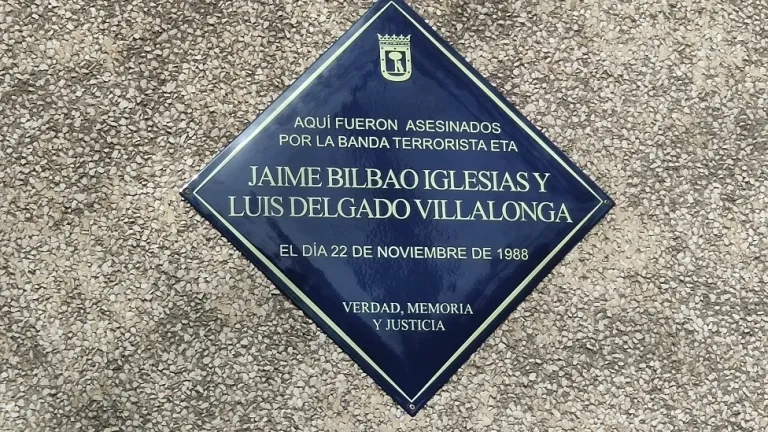 AQUÍ FUERON ASESINADOS
POR LA BANDA TERRORISTA ETA
JAIME BILBAO IGLESIAS Y
LUIS DELGADO VILLALONGA
EL DÍA 22 DE NOVIEMBRE DE 1988
VERDAD, MEMORIA
Y JUSTICIA